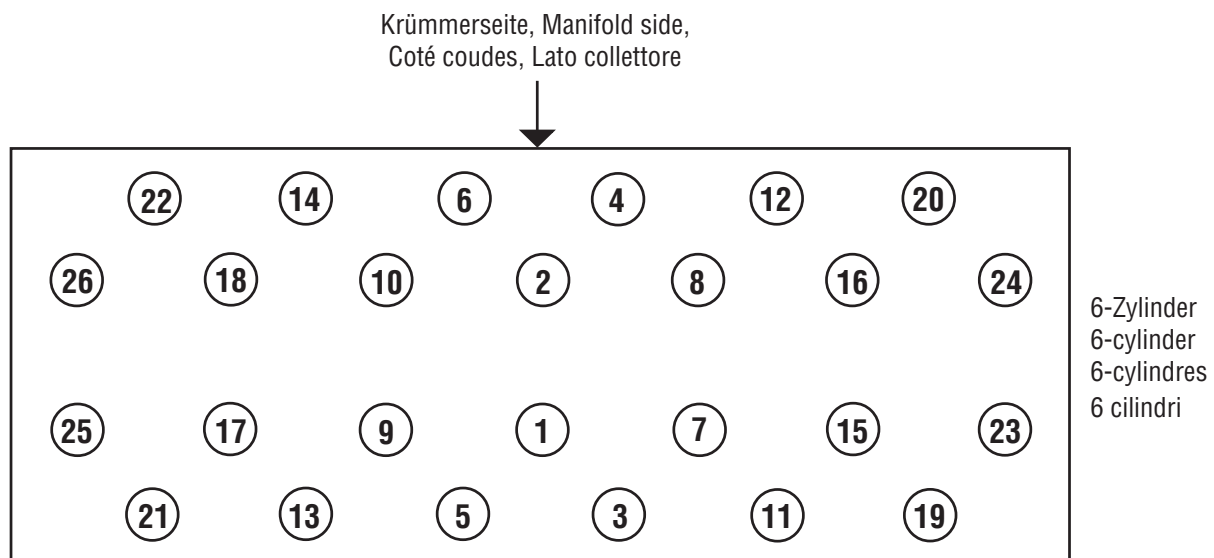 Krümmerseite, Manifold side,
Coté coudes, Lato collettore
22 14 6 4 12 20
26 18 10 2 8 16 24
6-Zylinder
6-cylinder
6-cylindres
6 cilindri
25 17 9 1 7 15 23
21 13 5 3 11 19